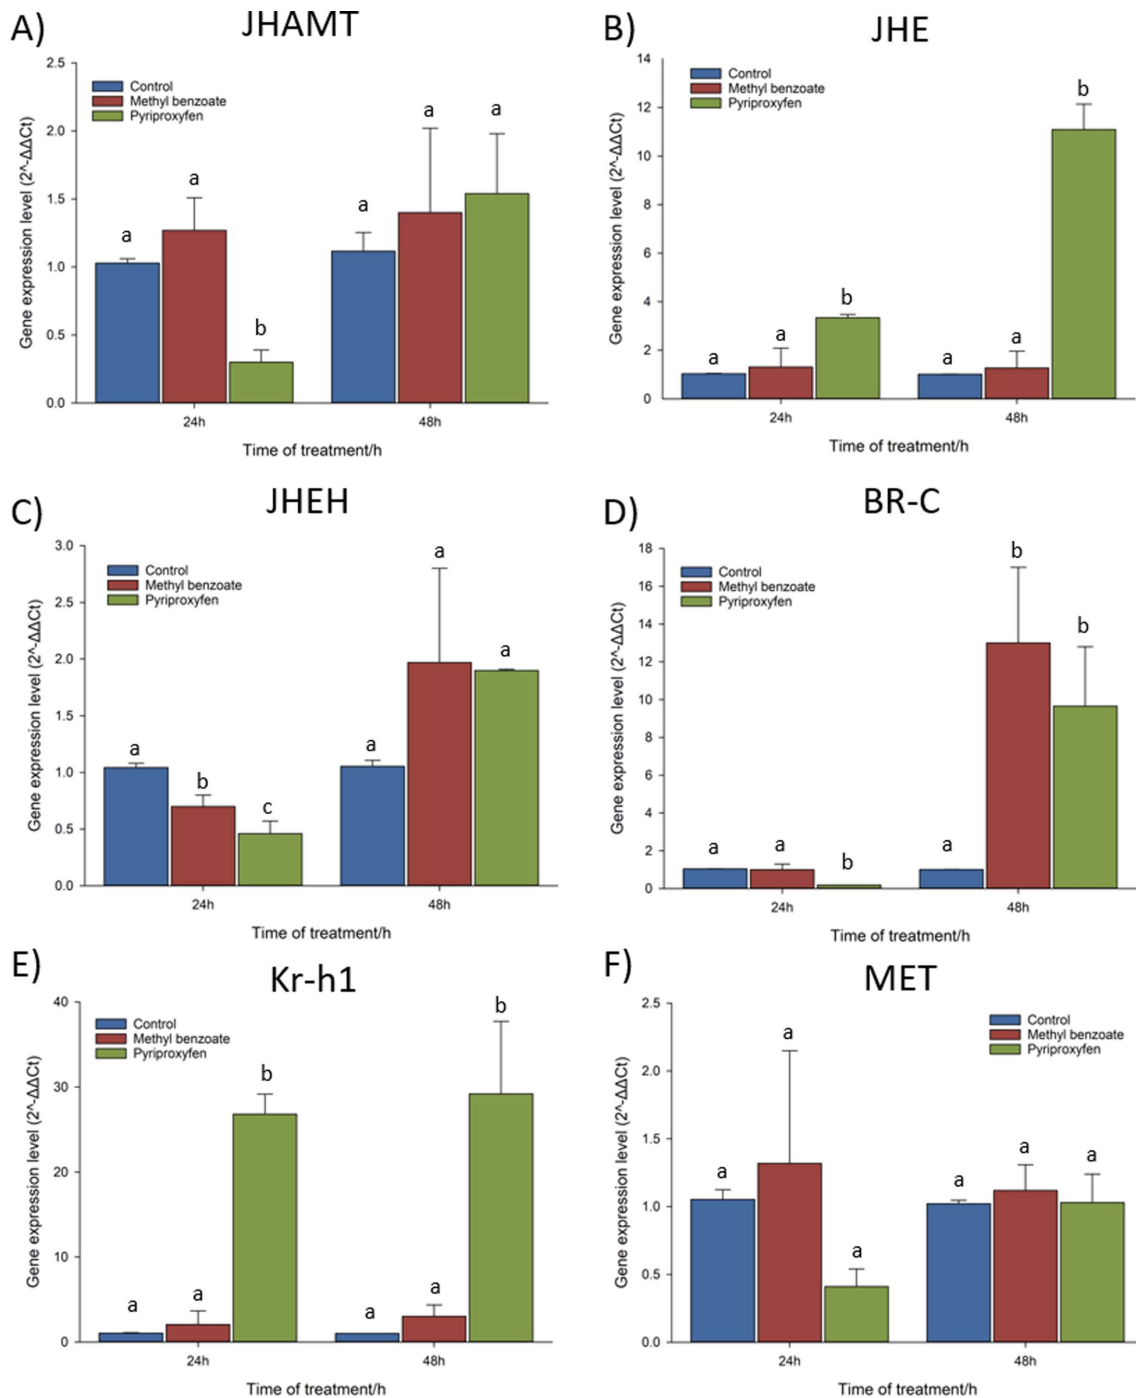 A)
JHAMT
Gene expression level (2^-ΔΔCt)
2.5
2.0
1.5
1.0
0.5
0.0
Control
Methyl benzoate
Pyriproxyfen
a
a
b
a
a
a
24h
48h
Time of treatment/h
B)
JHE
Gene expression level (2^-ΔΔCt)
14
12
10
8
6
4
2
0
Control
Methyl benzoate
Pyriproxyfen
a
a
b
a
a
b
24h
48h
Time of treatment/h
C)
JHEH
Gene expression level (2^-ΔΔCt)
3.0
2.5
2.0
1.5
1.0
0.5
0.0
Control
Methyl benzoate
Pyriproxyfen
a
b
c
a
a
a
24h
48h
Time of treatment/h
D)
BR-C
Gene expression level (2^-ΔΔCt)
18
16
14
12
10
8
6
4
2
0
Control
Methyl benzoate
Pyriproxyfen
a
a
b
a
b
b
24h
48h
Time of treatment/h
E)
Kr-h1
Gene expression level (2^-ΔΔCt)
40
30
20
10
0
Control
Methyl benzoate
Pyriproxyfen
a
a
b
a
a
b
24h
48h
Time of treatment/h
F)
MET
Gene expression level (2^-ΔΔCt)
2.5
2.0
1.5
1.0
0.5
0.0
Control
Methyl benzoate
Pyriproxyfen
a
a
a
a
a
a
24h
48h
Time of treatment/h